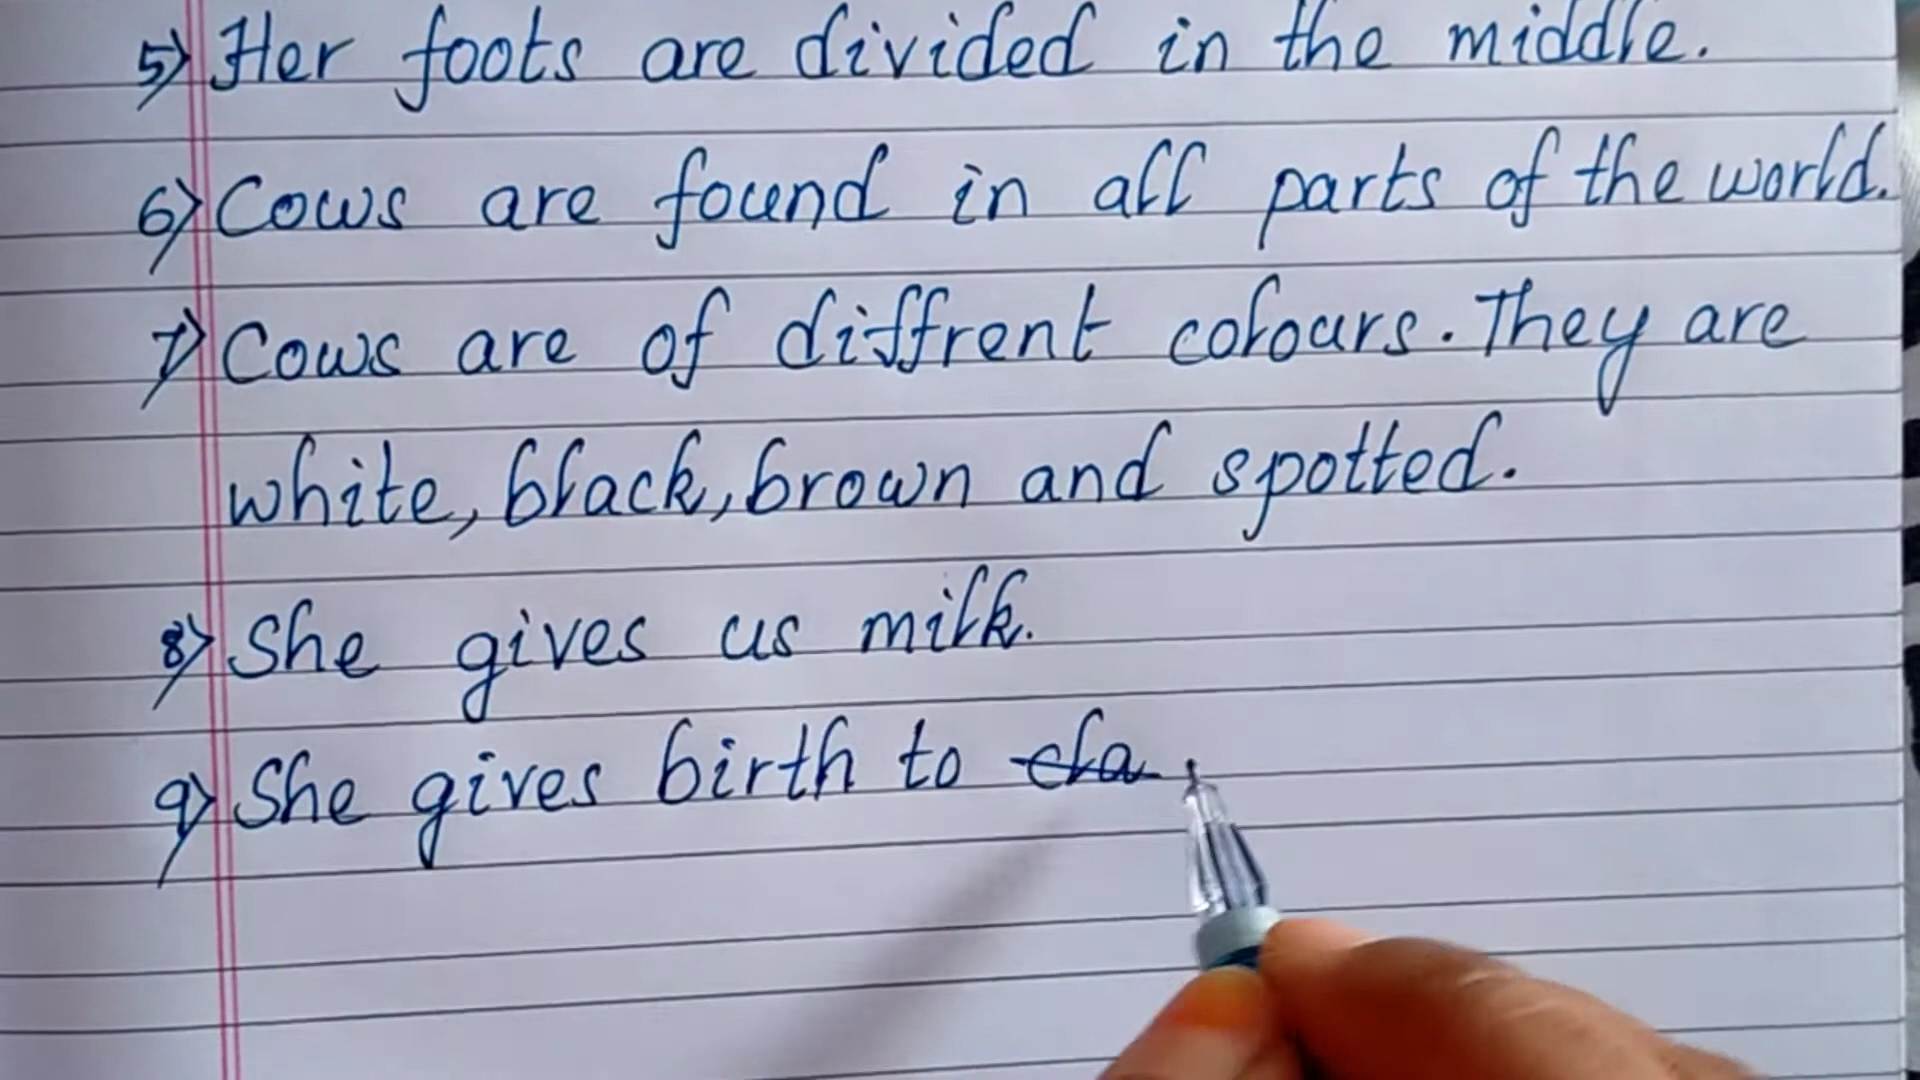 5) Her foots are divided in the middle.
6) Cows are found in all parts of the world.
7) Cows are of diffrent colours. They are
white, black, brown and spotted.
8) She gives us milk.
9) She gives birth to cla